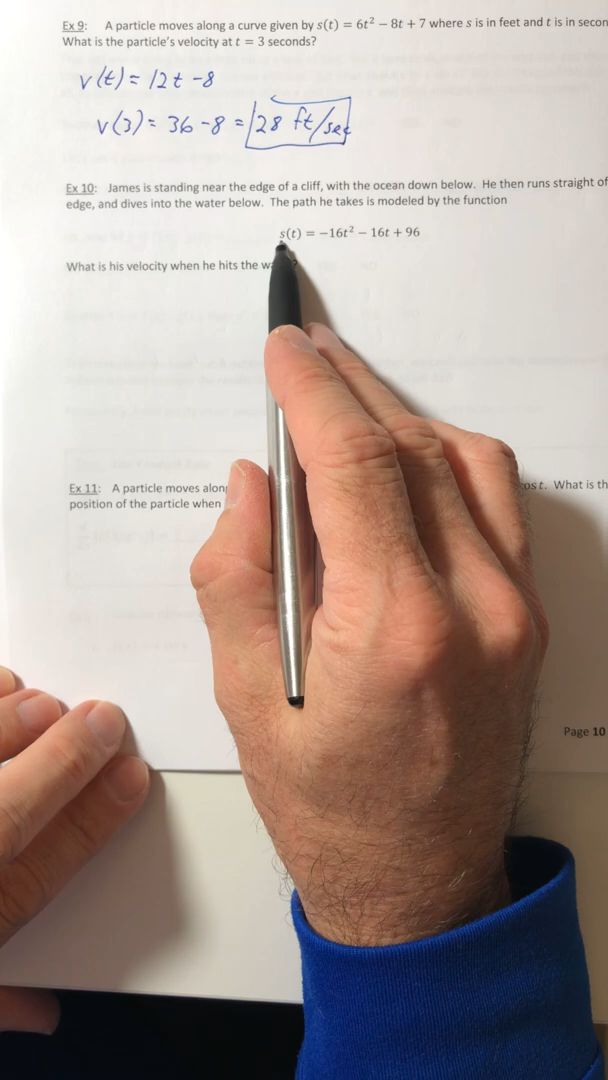 Ex 9: A particle moves along a curve given by s(t) = 6t² − 8t + 7 where s is in feet and t is in secon
What is the particle's velocity at t = 3 seconds?
v(t) = 12t - 8
v(3) = 36 - 8 = 28 ft/sec
Ex 10: James is standing near the edge of a cliff, with the ocean down below. He then runs straight of
edge, and dives into the water below. The path he takes is modeled by the function
s(t) = −16t² − 16t + 96
What is his velocity when he hits the w ?
Ex 11: A particle moves along os t. What is th
position of the particle when
Page 10